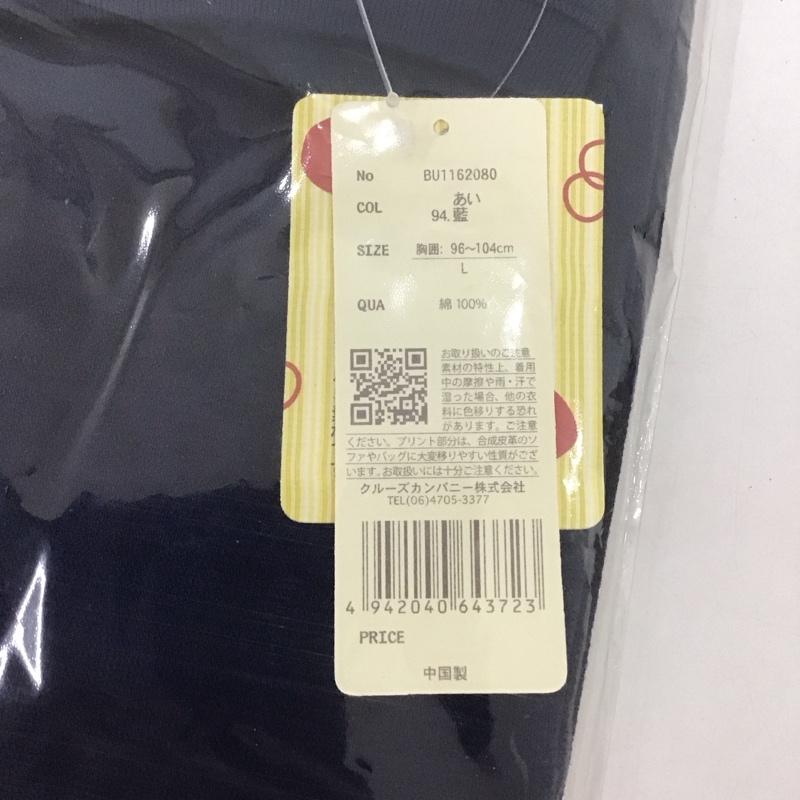 No BU1162080
あい
COL 94.藍
SIZE 胸囲: 96〜104cm
L
QUA 綿 100%
お取り扱いのご注意
素材の特性上、着用
中の摩擦や雨・汗で
湿った場合、他の衣
料に色移りする恐れ
があります。ご注意
ください。プリント部分は、合成皮革のソ
ファやバッグに大変移りやすい性質がござ
います。お取扱いには十分ご注意ください。
クルーズカンパニー株式会社
TEL(06)4705-3377
4 942040 643723
PRICE
中国製